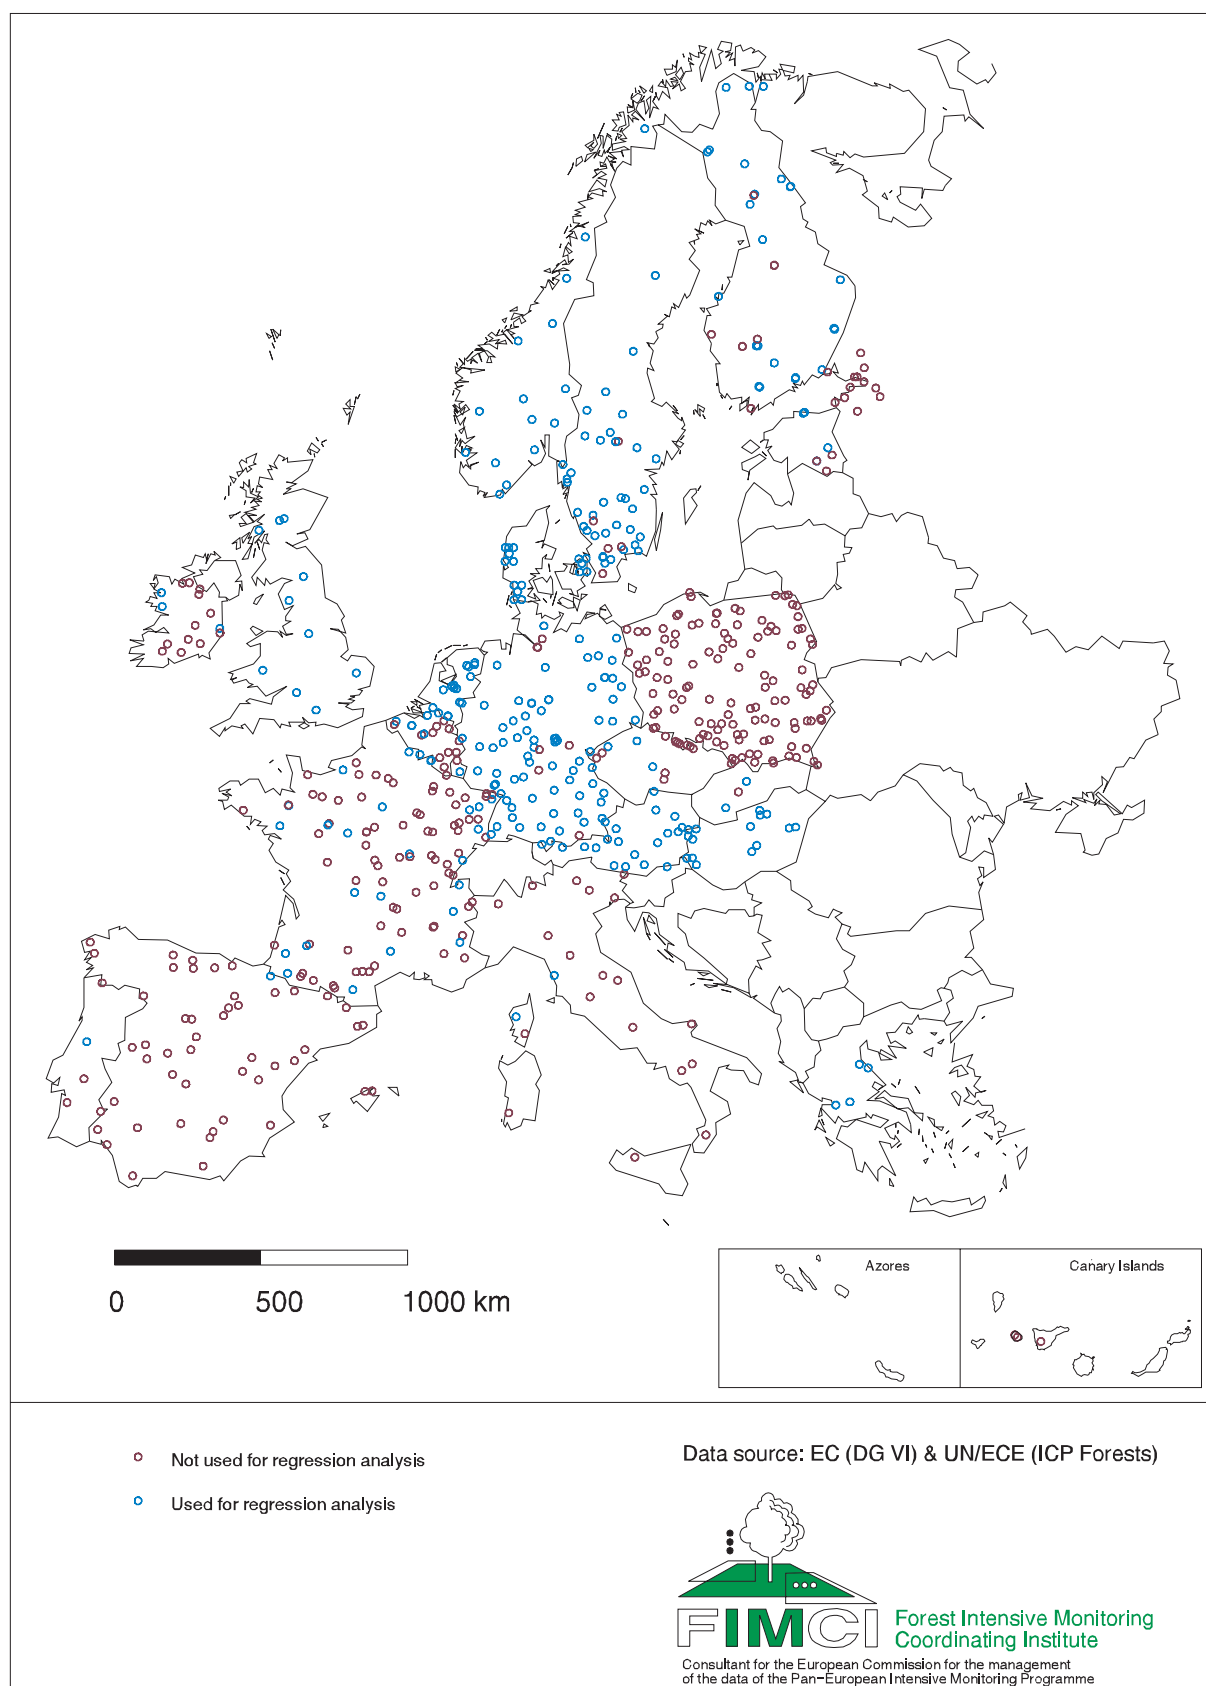 Azores
Canary Islands
0 500 1000 km
Not used for regression analysis
Used for regression analysis
Data source: EC (DG VI) & UN/ECE (ICP Forests)
FIMCI
Forest Intensive Monitoring
Coordinating Institute
Consultant for the European Commission for the management
of the data of the Pan-European Intensive Monitoring Programme